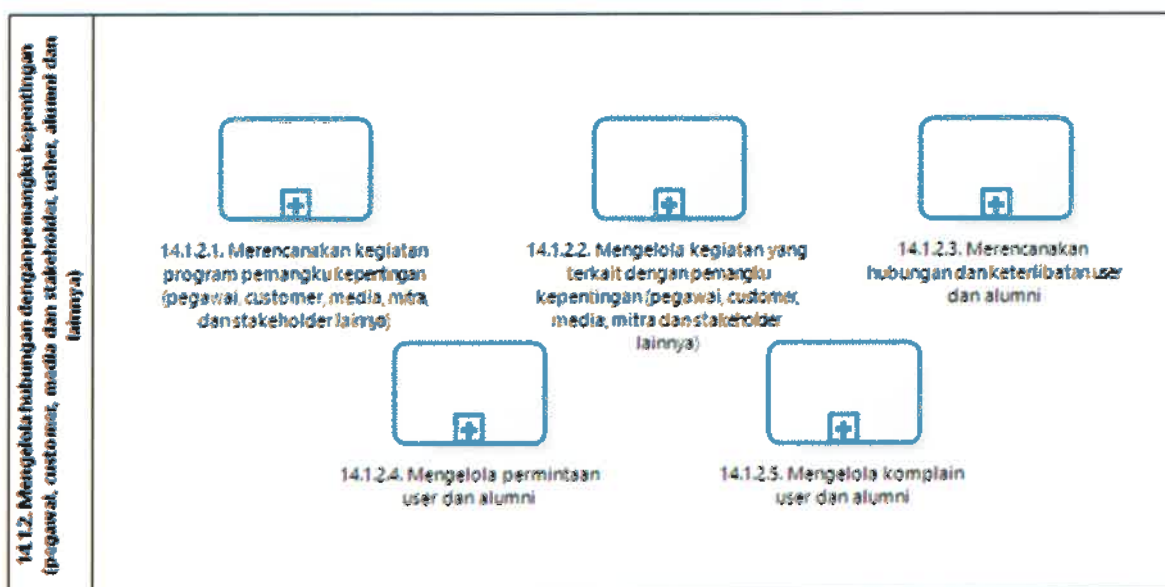 14.1.2. Mengelola hubungan dengan pemangku kepentingan
(pegawai, customer, media dan stakeholder, usher, alumni dan
lainnya)
14.1.2.1. Merencanakan kegiatan
program pemangku kepentingan
(pegawai, customer, media, mitra,
dan stakeholder lainnya)
14.1.2.2. Mengelola kegiatan yang
terkait dengan pemangku
kepentingan (pegawai, customer,
media, mitra dan stakeholder
lainnya)
14.1.2.3. Merencanakan
hubungan dan keterlibatan user
dan alumni
14.1.2.4. Mengelola permintaan
user dan alumni
14.1.2.5. Mengelola komplain
user dan alumni